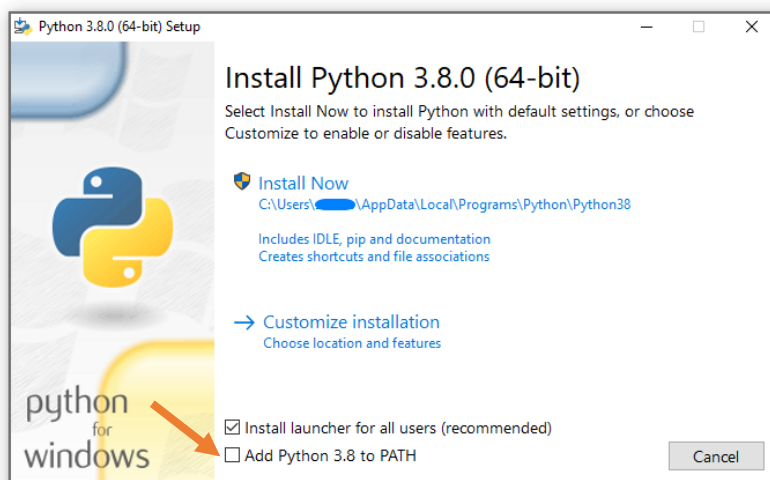 Python 3.8.0 (64-bit) Setup
Install Python 3.8.0 (64-bit)
Select Install Now to install Python with default settings, or choose
Customize to enable or disable features.
Install Now
C:\Users\ \AppData\Local\Programs\Python\Python38
Includes IDLE, pip and documentation
Creates shortcuts and file associations
Customize installation
Choose location and features
python
for
windows
Install launcher for all users (recommended)
Add Python 3.8 to PATH
Cancel